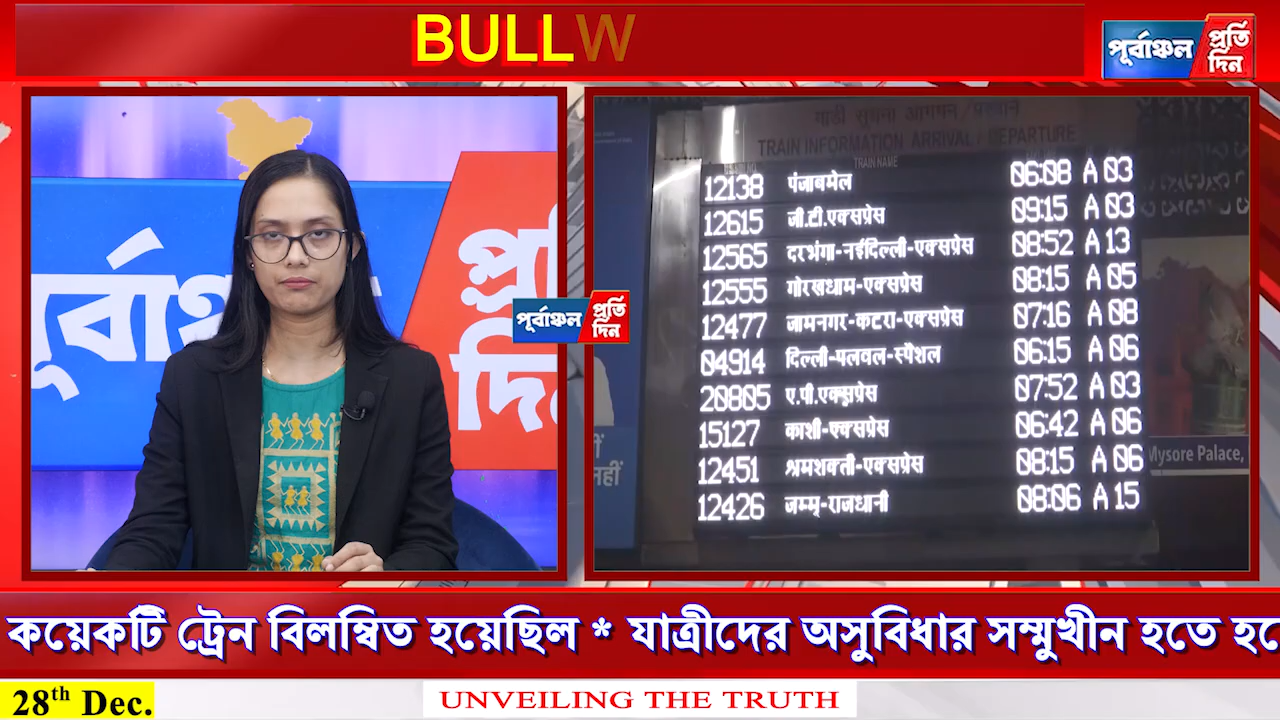 BULLW
পূর্বাঞ্চল প্রতি দিন
गाडी सूचना आगमन/प्रस्थान
TRAIN INFORMATION ARRIVAL / DEPARTURE
TRAIN NAME
12138 पंजाबमेल 06:08 A 03
12615 जी.टी.एक्सप्रेस 09:15 A 03
12565 दरभंगा-नईदिल्ली-एक्सप्रेस 08:52 A 13
12555 गोरखधाम-एक्सप्रेस 08:15 A 05
12477 जामनगर-कटरा-एक्सप्रेस 07:16 A 08
04914 दिल्ली-पलवल-स्पैशल 06:15 A 06
20805 ए.पी.एक्सप्रेस 07:52 A 03
15127 काशी-एक्सप्रेस 06:42 A 06
12451 श्रमशक्ती-एक्सप्रेस 08:15 A 06
12426 जम्मू-राजधानी 08:06 A 15
Mysore Palace,
नहीं
পূর্বাঞ্চল প্রতি দিন
কয়েকটি ট্রেন বিলম্বিত হয়েছিল * যাত্রীদের অসুবিধার সম্মুখীন হতে
28th Dec.
UNVEILING THE TRUTH